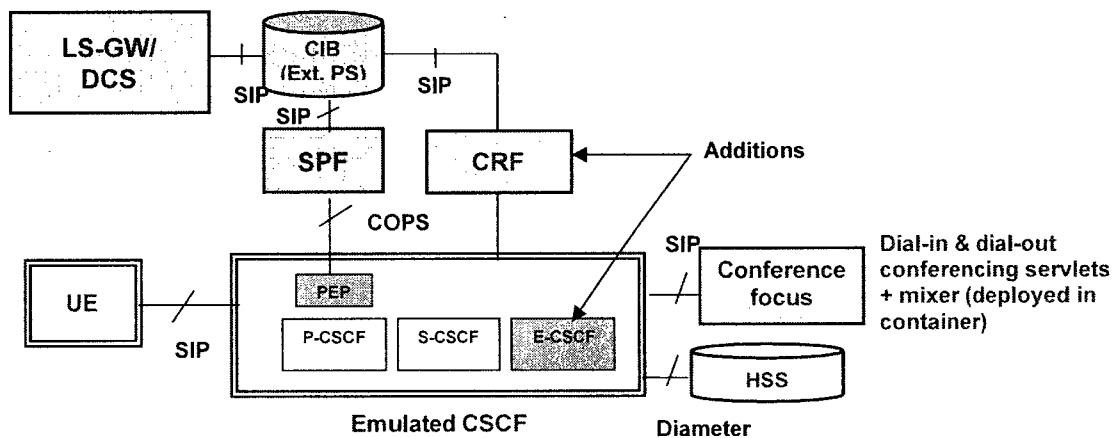 LS-GW/
DCS
CIB
(Ext. PS)
SIP
SIP
SIP
SPF
CRF
Additions
COPS
UE
SIP
PEP
P-CSCF
S-CSCF
E-CSCF
Emulated CSCF
SIP
Conference
focus
Dial-in & dial-out
conferencing servlets
+ mixer (deployed in
container)
HSS
Diameter